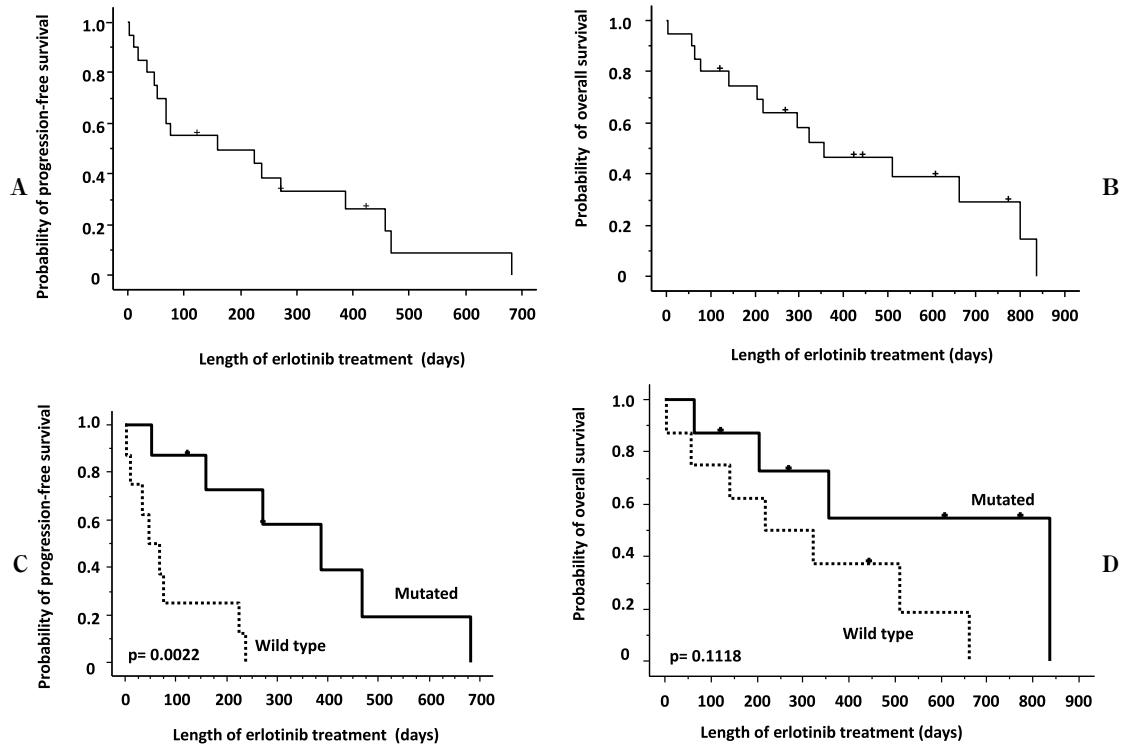 A
Probability of progression-free survival
1.0
0.8
0.6
0.4
0.2
0
0 100 200 300 400 500 600 700
Length of erlotinib treatment (days)
B
Probability of overall survival
1.0
0.8
0.6
0.4
0.2
0
0 100 200 300 400 500 600 700 800 900
Length of erlotinib treatment (days)
C
Probability of progression-free survival
1.0
0.8
0.6
0.4
0.2
0
Mutated
Wild type
p= 0.0022
0 100 200 300 400 500 600 700
Length of erlotinib treatment (days)
D
Probability of overall survival
1.0
0.8
0.6
0.4
0.2
0
Mutated
Wild type
p= 0.1118
0 100 200 300 400 500 600 700 800 900
Length of erlotinib treatment (days)